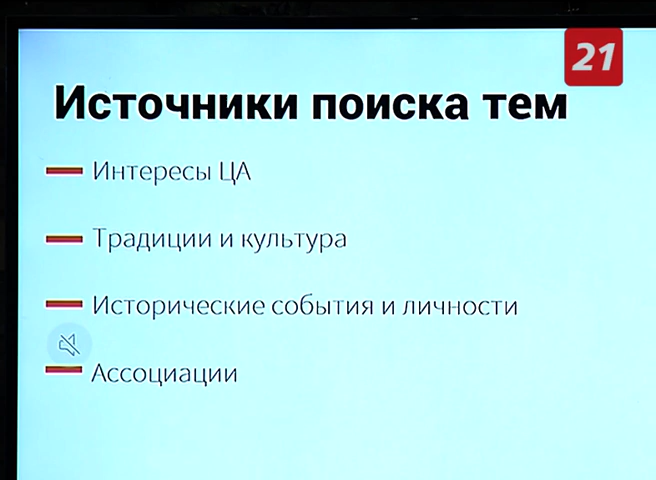 21
Источники поиска тем
Интересы ЦА
Традиции и культура
Исторические события и личности
Ассоциации